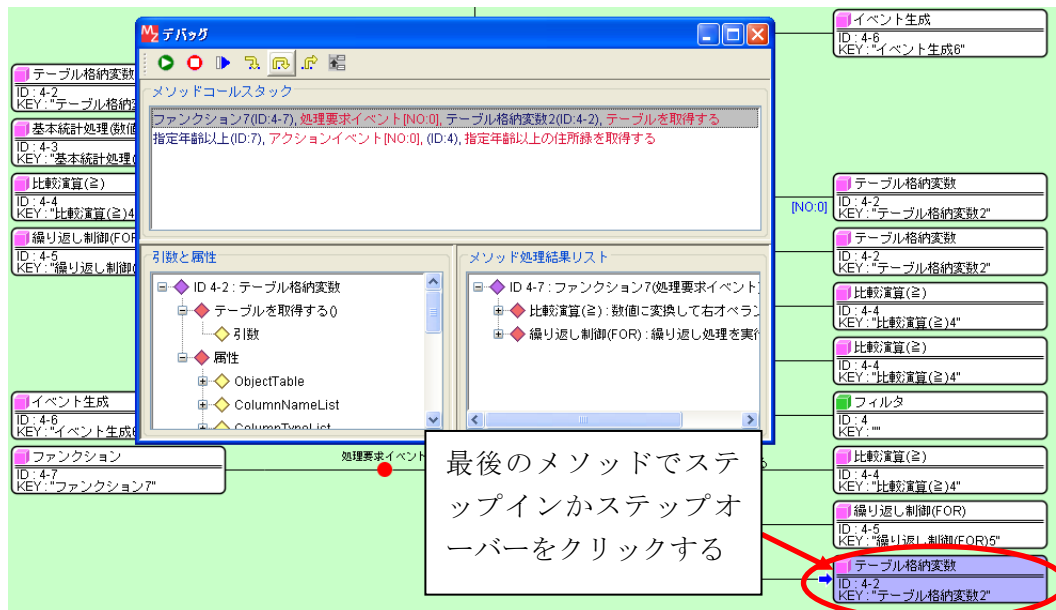 イベント生成
ID : 4-6
KEY : "イベント生成6"
デバッグ
テーブル格納変数
ID : 4-2
KEY : "テーブル格納
基本統計処理(数値
ID : 4-3
KEY : "基本統計処理(
比較演算(≧)
ID : 4-4
KEY : "比較演算(≧)4
繰り返し制御(FOR
ID : 4-5
KEY : "繰り返し制御(
メソッドコールスタック
ファンクション7(ID:4-7), 処理要求イベント[NO:0], テーブル格納変数2(ID:4-2), テーブルを取得する
指定年齢以上(ID:7), アクションイベント[NO:0], (ID:4), 指定年齢以上の住所録を取得する
[NO:0]
テーブル格納変数
ID : 4-2
KEY : "テーブル格納変数2"
テーブル格納変数
ID : 4-2
KEY : "テーブル格納変数2"
引数と属性
ID 4-2 : テーブル格納変数
テーブルを取得する()
引数
属性
ObjectTable
ColumnNameList
ColumnTypeList
メソッド処理結果リスト
ID 4-7 : ファンクション7(処理要求イベント
比較演算(≧) : 数値に変換して右オペラン
繰り返し制御(FOR) : 繰り返し処理を実行
比較演算(≧)
ID : 4-4
KEY : "比較演算(≧)4"
比較演算(≧)
ID : 4-4
KEY : "比較演算(≧)4"
イベント生成
ID : 4-6
KEY : "イベント生成6
フィルタ
ID : 4
KEY : ""
ファンクション
ID : 4-7
KEY : "ファンクション7"
処理要求イベント
最後のメソッドでステ
ップインかステップオ
ーバーをクリックする
る
比較演算(≧)
ID : 4-4
KEY : "比較演算(≧)4"
繰り返し制御(FOR)
ID : 4-5
KEY : "繰り返し制御(FOR)5"
テーブル格納変数
ID : 4-2
KEY : "テーブル格納変数2"